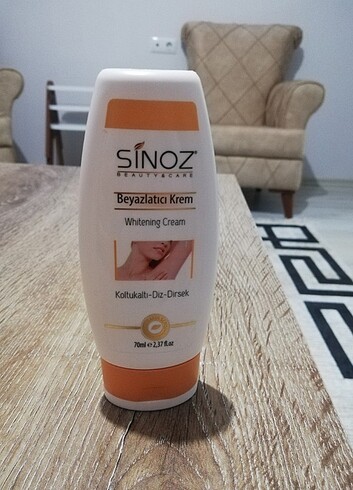 SİNOZ
BEAUTY&CARE
Beyazlatıcı Krem
Whitening Cream
Koltukaltı-Diz-Dirsek
70ml e 2,37 fl.oz